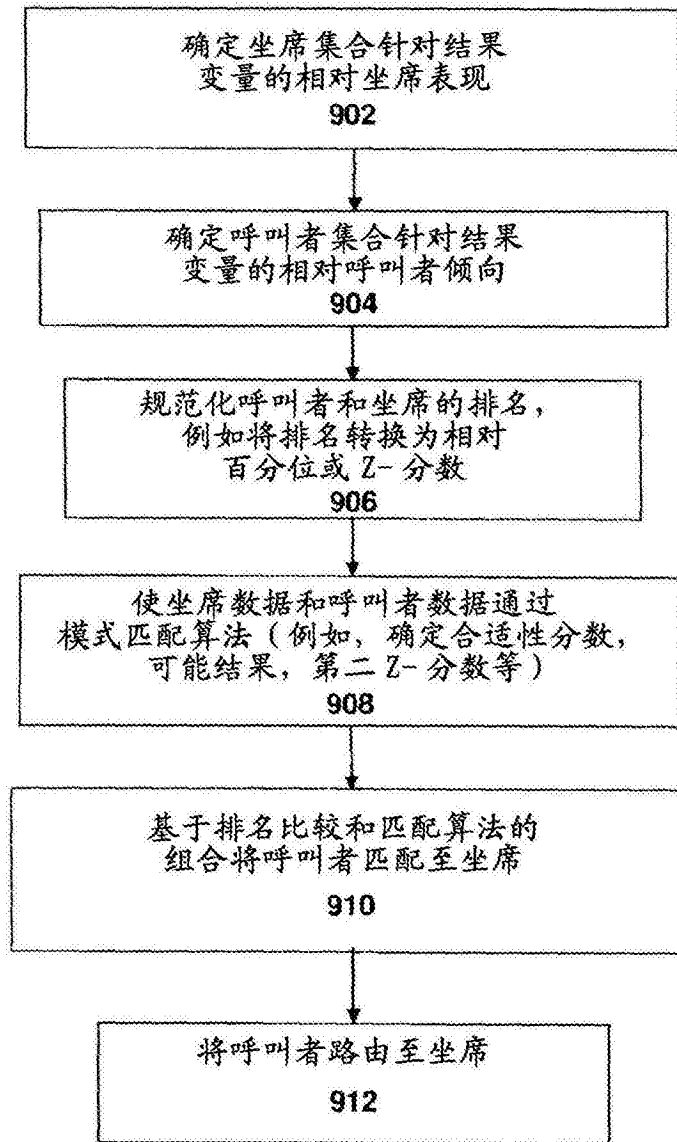 确定坐席集合针对结果
变量的相对坐席表现
902
确定呼叫者集合针对结果
变量的相对呼叫者倾向
904
规范化呼叫者和坐席的排名，
例如将排名转换为相对
百分位或 Z-分数
906
使坐席数据和呼叫者数据通过
模式匹配算法（例如，确定合适性分数，
可能结果，第二 Z-分数等）
908
基于排名比较和匹配算法的
组合将呼叫者匹配至坐席
910
将呼叫者路由至坐席
912